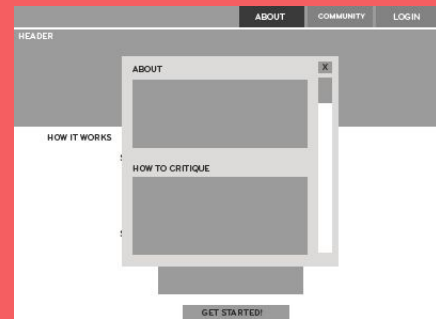 ABOUT COMMUNITY LOGIN
HEADER
ABOUT X
HOW IT WORKS
HOW TO CRITIQUE
GET STARTED!